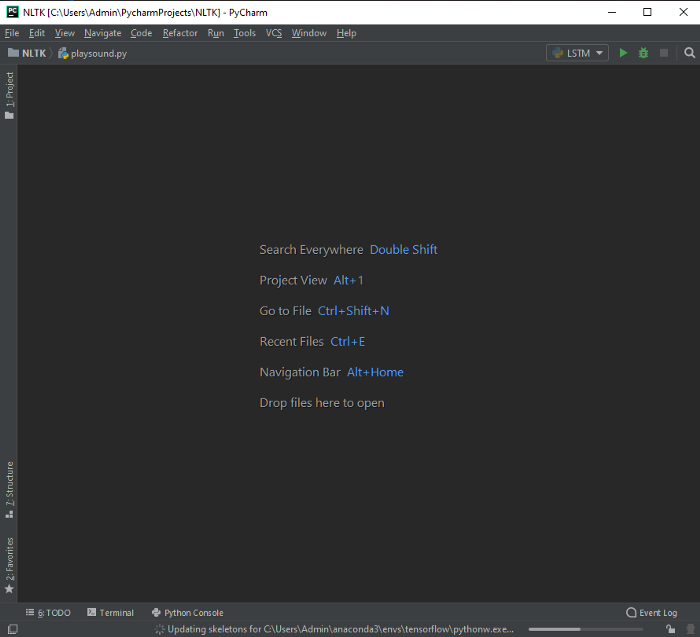 PC NLTK [C:\Users\Admin\PycharmProjects\NLTK] - PyCharm
File Edit View Navigate Code Refactor Run Tools VCS Window Help
NLTK playsound.py LSTM
1: Project
Search Everywhere Double Shift
Project View Alt+1
Go to File Ctrl+Shift+N
Recent Files Ctrl+E
Navigation Bar Alt+Home
Drop files here to open
7: Structure
2: Favorites
6: TODO Terminal Python Console Event Log
Updating skeletons for C:\Users\Admin\anaconda3\envs\tensorflow\pythonw.exe...